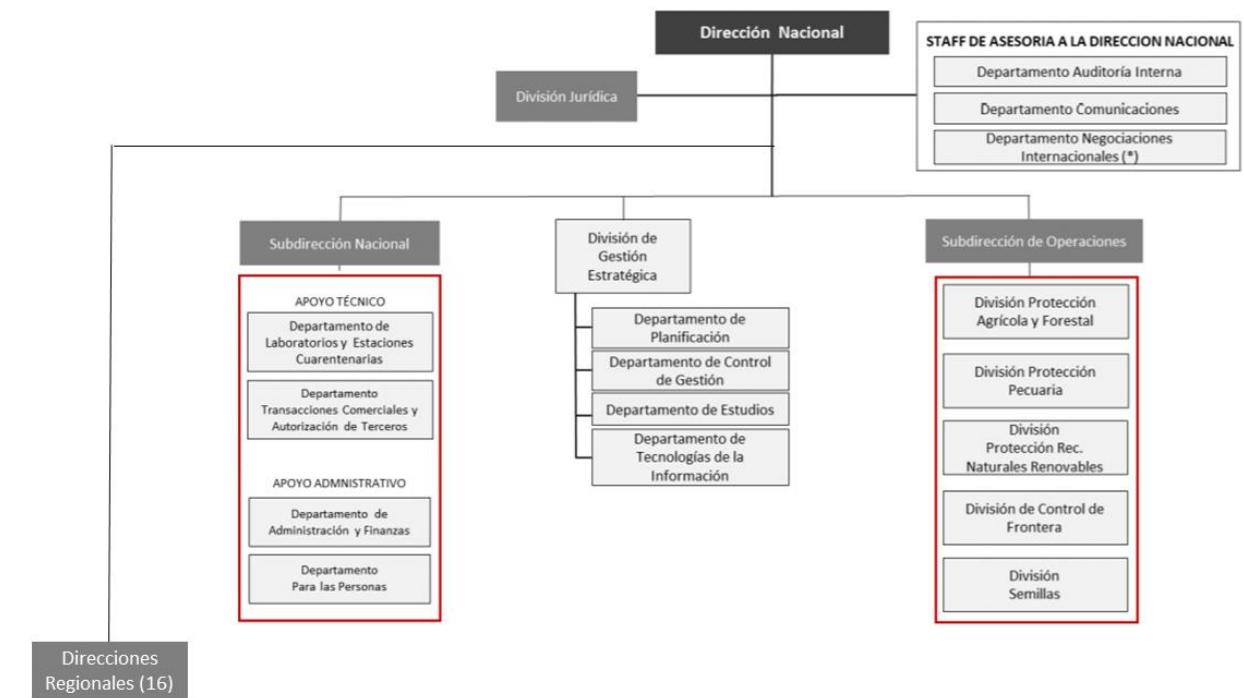 Dirección Nacional
STAFF DE ASESORIA A LA DIRECCION NACIONAL
Departamento Auditoría Interna
Departamento Comunicaciones
Departamento Negociaciones
Internacionales (*)
División Jurídica
Subdirección Nacional
APOYO TÉCNICO
Departamento de
Laboratorios y Estaciones
Cuarentenarias
Departamento
Transacciones Comerciales y
Autorización de Terceros
APOYO ADMNISTRATIVO
Departamento de
Administración y Finanzas
Departamento
Para las Personas
División de
Gestión
Estratégica
Departamento de
Planificación
Departamento de Control
de Gestión
Departamento de Estudios
Departamento de
Tecnologías de la
Información
Subdirección de Operaciones
División Protección
Agrícola y Forestal
División Protección
Pecuaria
División
Protección Rec.
Naturales Renovables
División de Control de
Frontera
División
Semillas
Direcciones
Regionales (16)